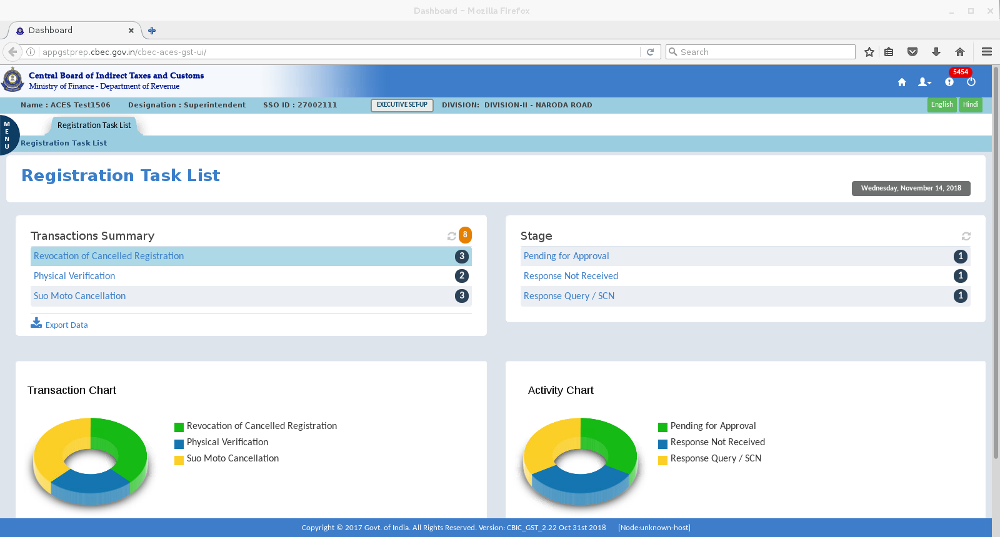 Dashboard - Mozilla Firefox
Dashboard
appgstprep.cbec.gov.in/cbec-aces-gst-ui/
Search
Central Board of Indirect Taxes and Customs
Ministry of Finance - Department of Revenue
5454
Name : ACES Test1506 Designation : Superintendent SSO ID : 27002111 EXECUTIVE SET-UP DIVISION: DIVISION-II - NARODA ROAD English Hindi
MENU
Registration Task List
Registration Task List
Registration Task List
Wednesday, November 14, 2018
Transactions Summary 8
Revocation of Cancelled Registration 3
Physical Verification 2
Suo Moto Cancellation 3
Export Data
Stage
Pending for Approval 1
Response Not Received 1
Response Query / SCN 1
Transaction Chart
Revocation of Cancelled Registration
Physical Verification
Suo Moto Cancellation
Activity Chart
Pending for Approval
Response Not Received
Response Query / SCN
Copyright © 2017 Govt. of India. All Rights Reserved. Version: CBIC_GST_2.22 Oct 31st 2018 [Node:unknown-host]